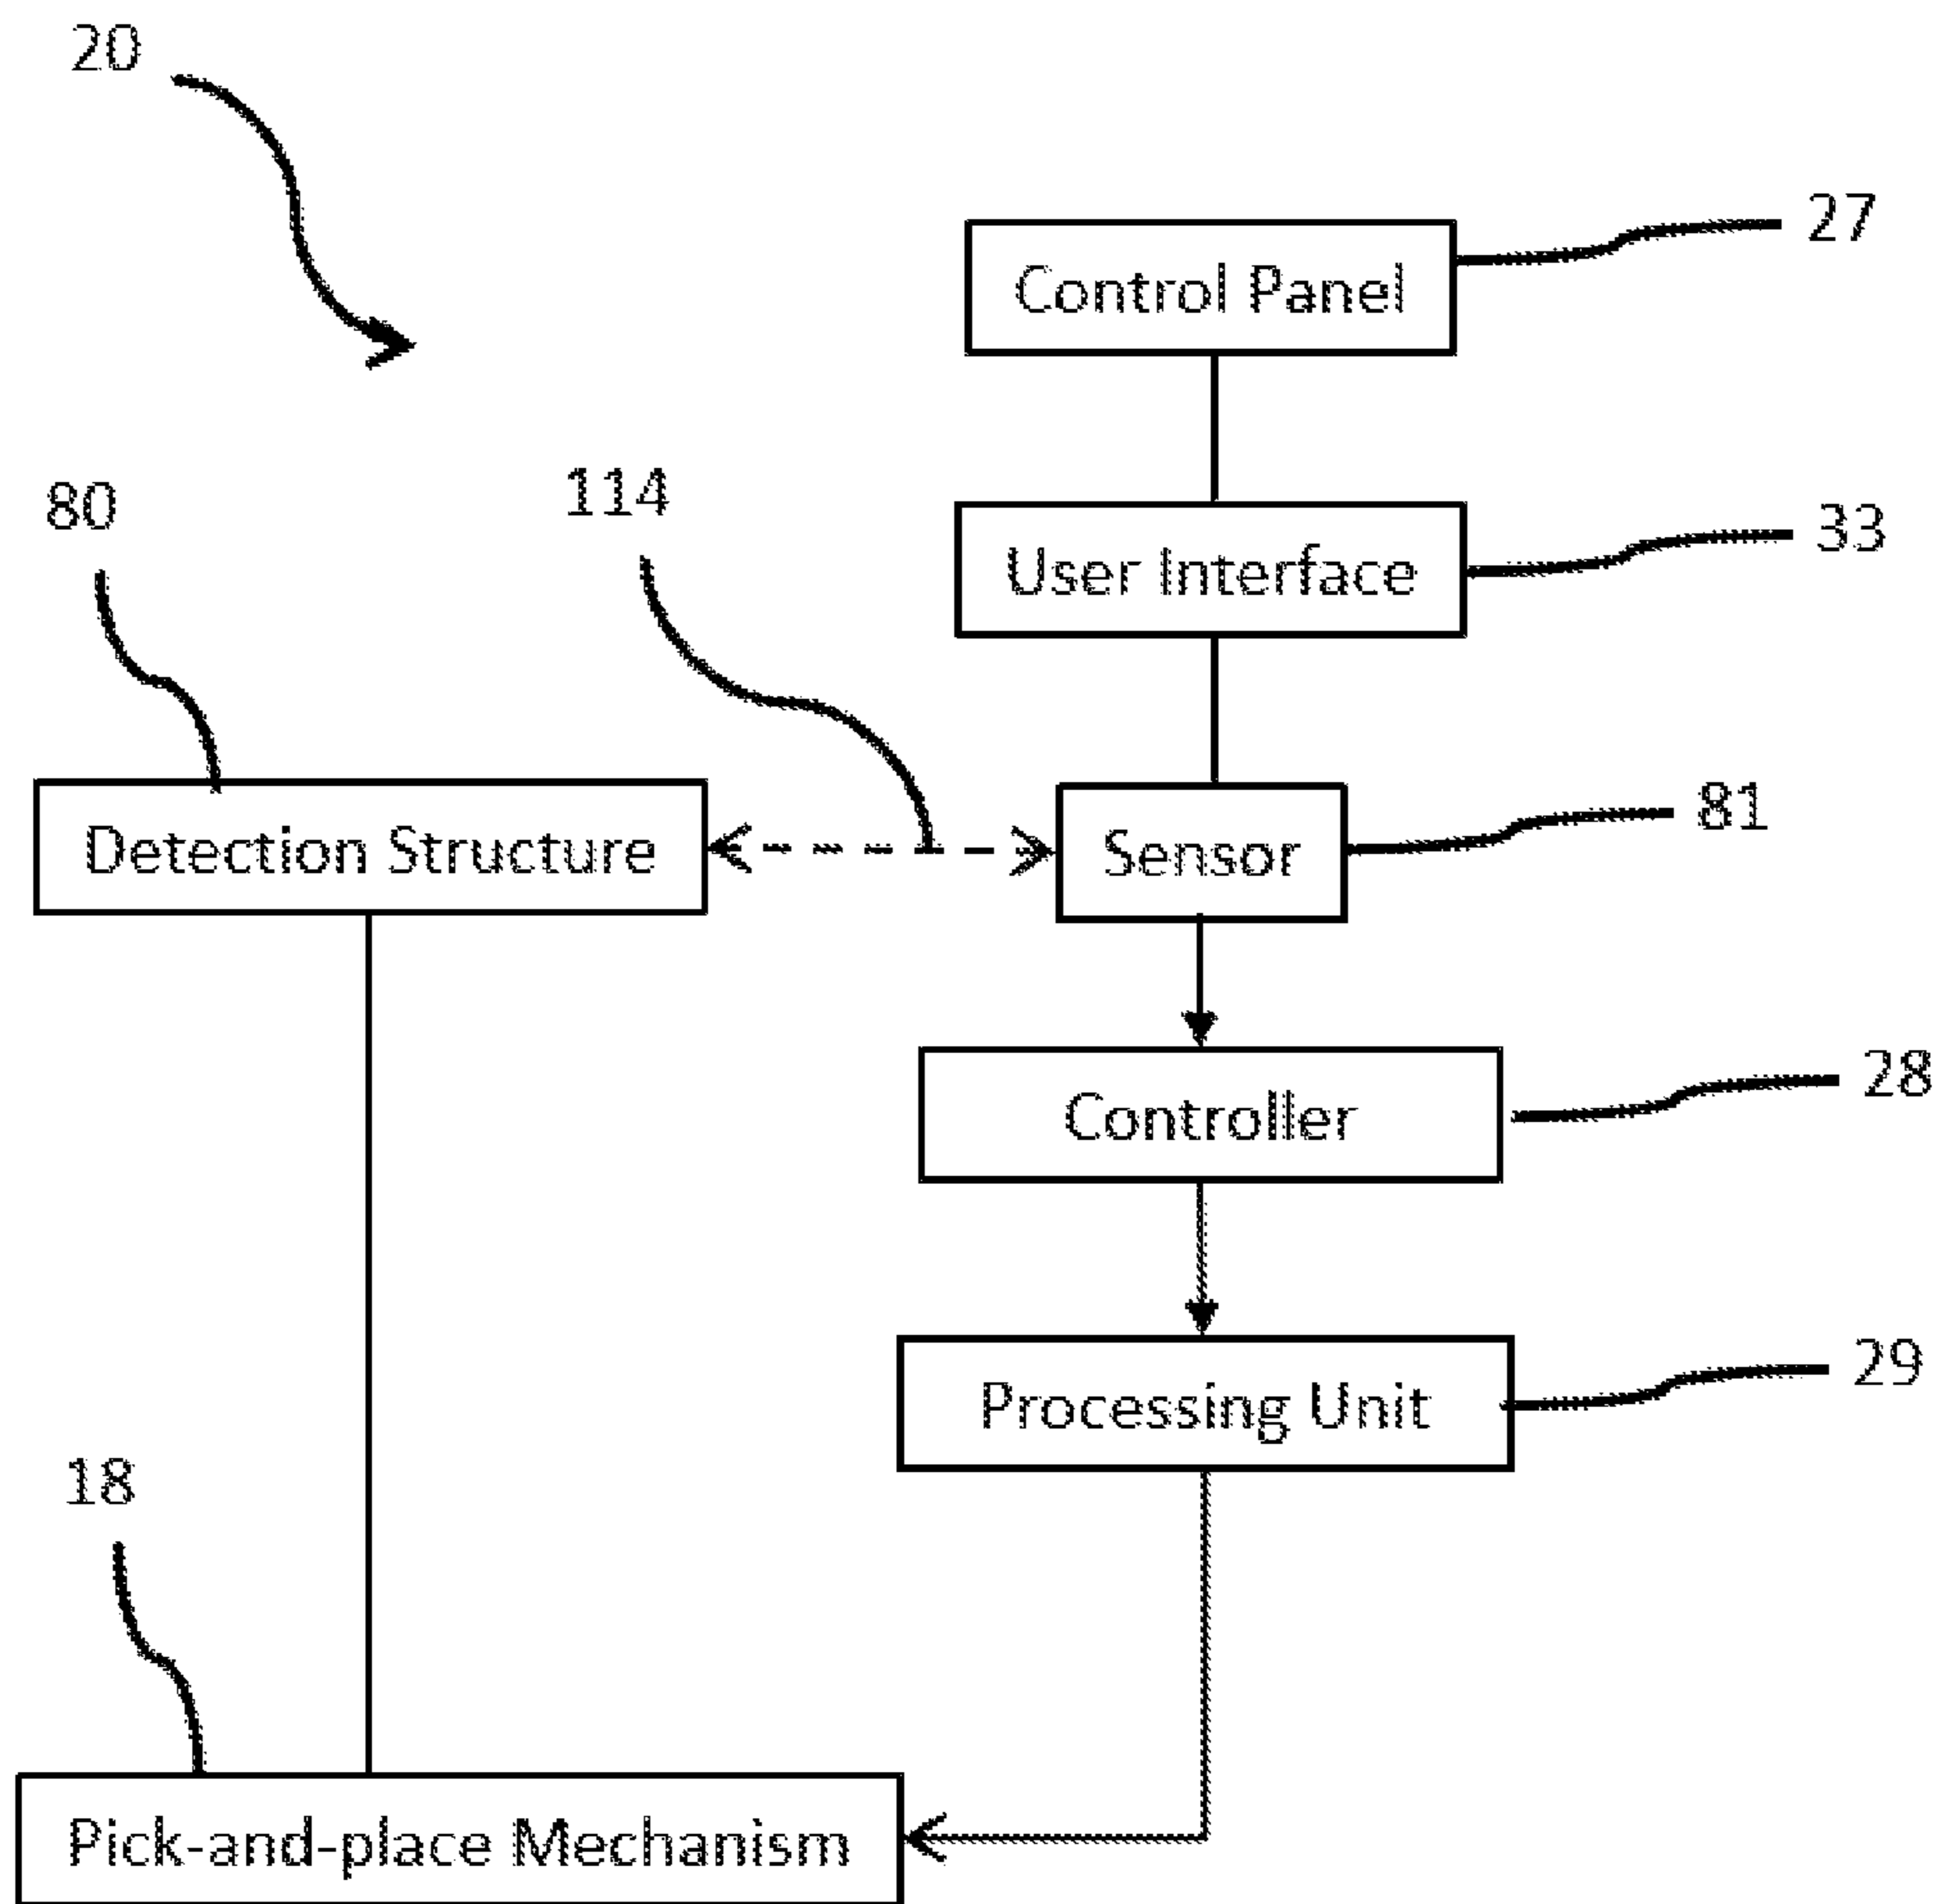 20
27
Control Panel
80
114
33
User Interface
81
Detection Structure
Sensor
28
Controller
29
Processing Unit
18
Pick-and-place Mechanism